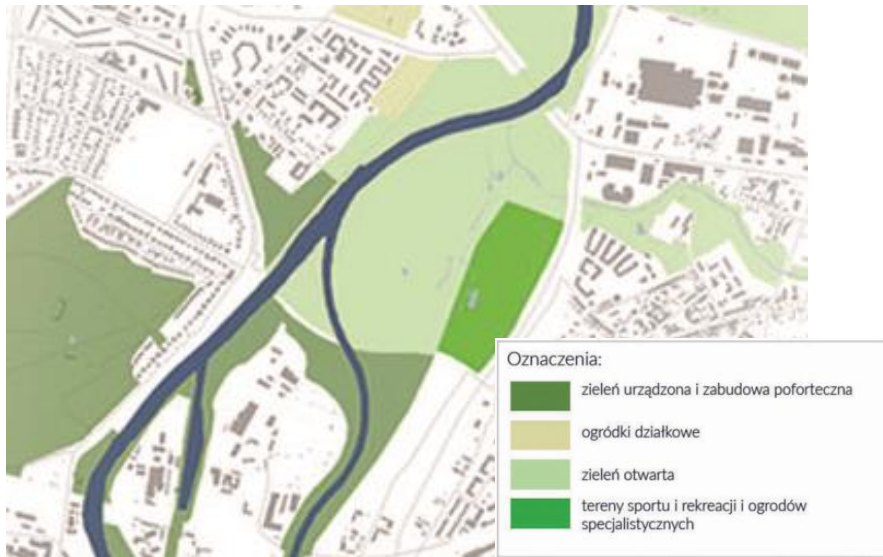 Oznaczenia:
zieleń urządzona i zabudowa poforteczna
ogródki działkowe
zieleń otwarta
tereny sportu i rekreacji i ogrodów
specjalistycznych